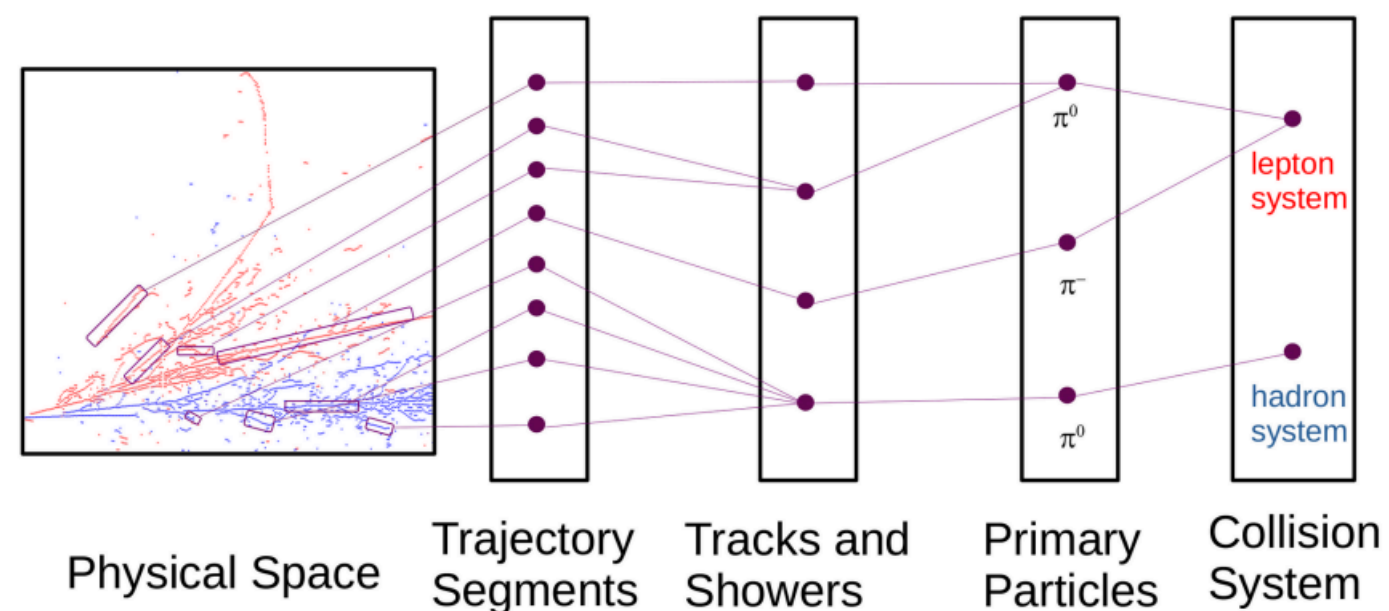 π⁰
lepton
system
π⁻
hadron
system
π⁰
Physical Space
Trajectory
Segments
Tracks and
Showers
Primary
Particles
Collision
System